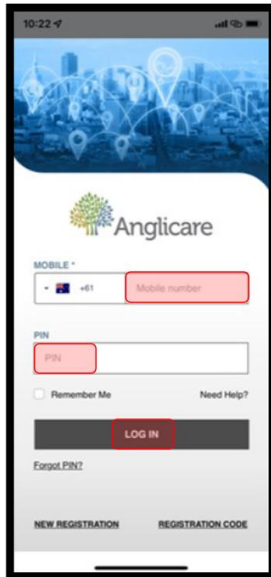 10:22
Anglicare
MOBILE *
+61 Mobile number
PIN
PIN
Remember Me Need Help?
LOG IN
Forgot PIN?
NEW REGISTRATION REGISTRATION CODE